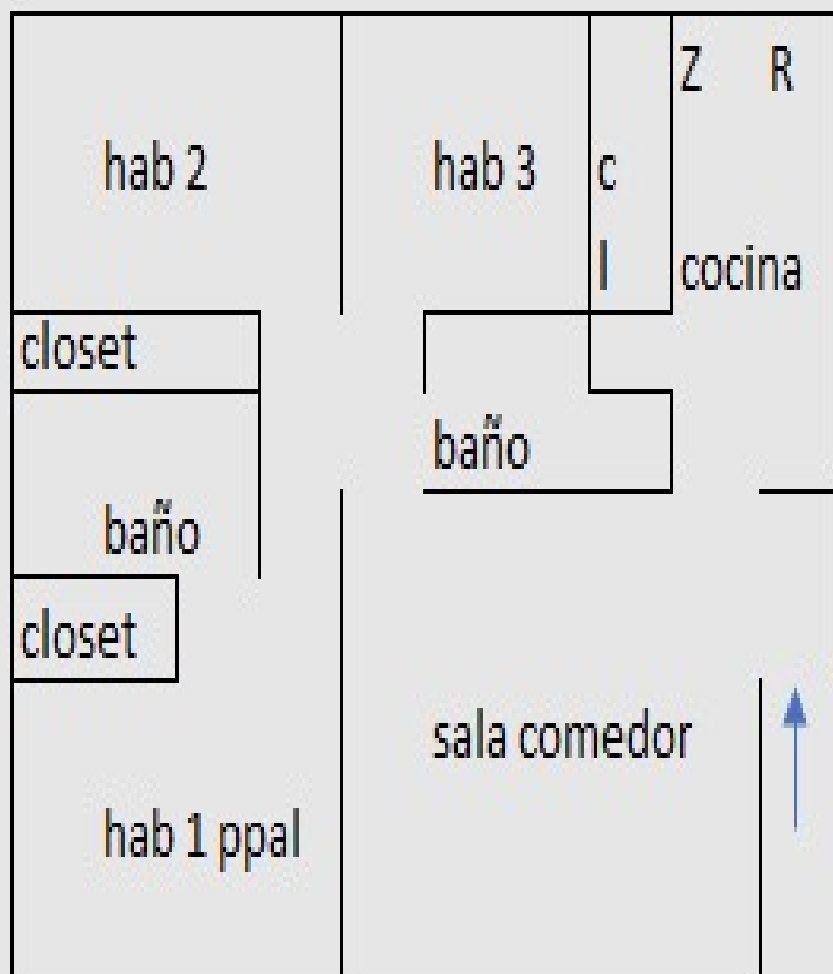 Z R
hab 2
hab 3
c
l
cocina
closet
baño
baño
closet
sala comedor
hab 1 ppal